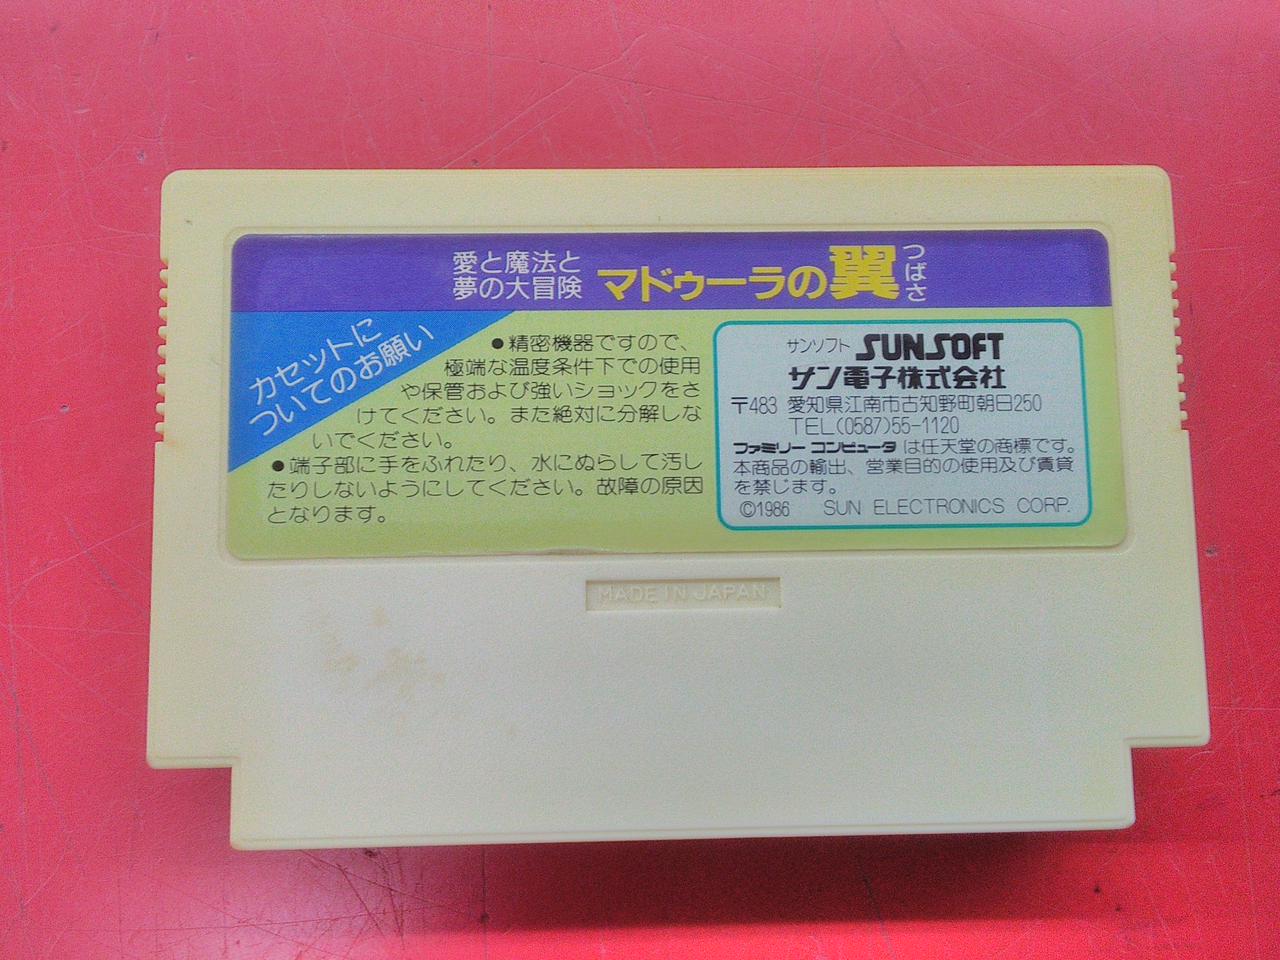 愛と魔法と
夢の大冒険
マドゥーラの翼
つばさ
カセットに
ついてのお願い
●精密機器ですので、
極端な温度条件下での使用
や保管および強いショックをさ
けてください。また絶対に分解しな
いでください。
●端子部に手をふれたり、水にぬらして汚し
たりしないようにしてください。故障の原因
となります。
サンソフト SUNSOFT
サン電子株式会社
〒483 愛知県江南市古知野町朝日250
TEL(0587)55-1120
ファミリー コンピュータ は任天堂の商標です。
本商品の輸出、営業目的の使用及び賃貸
を禁じます。
©1986 SUN ELECTRONICS CORP.
MADE IN JAPAN